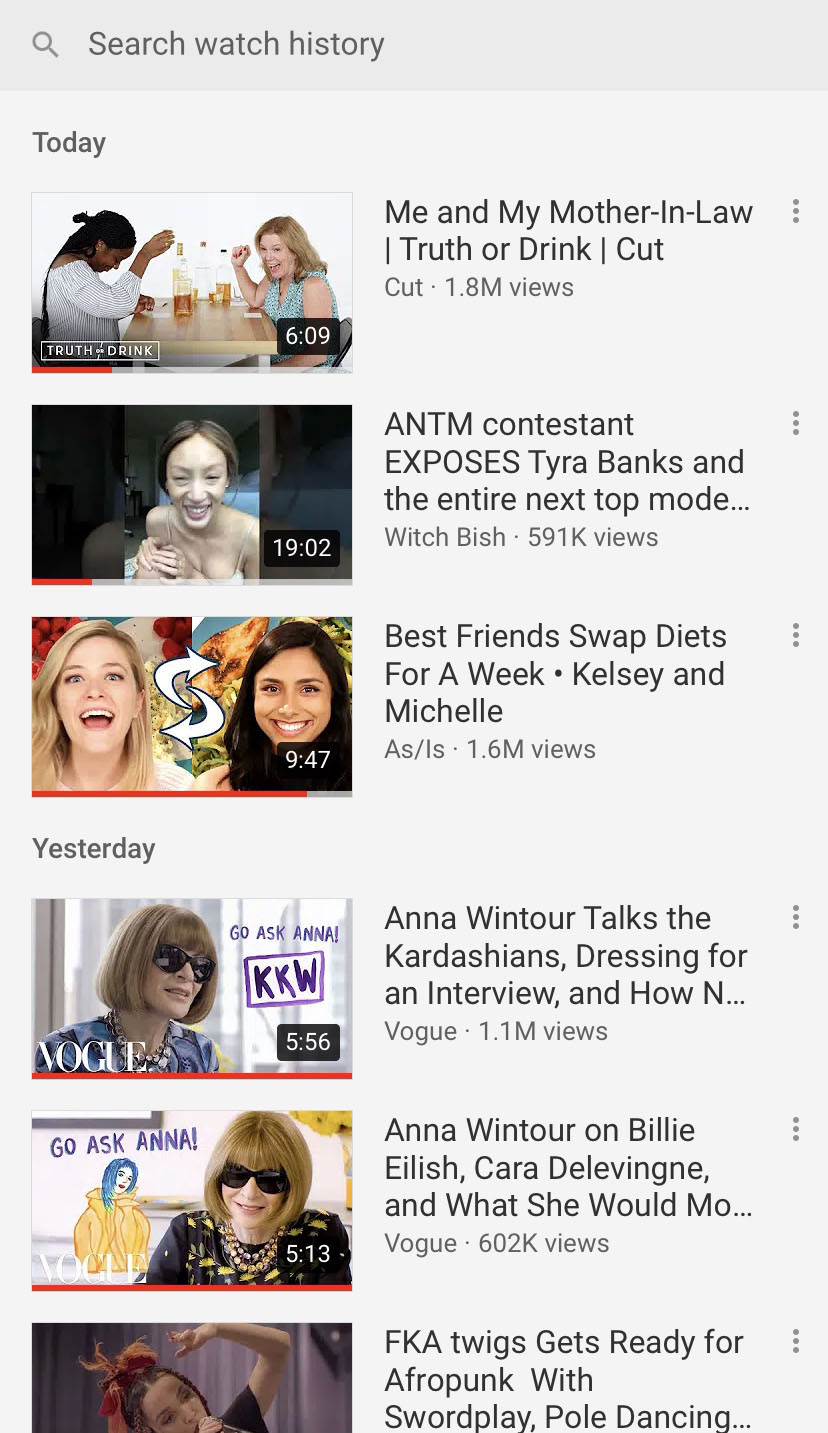 Search watch history
Today
TRUTH or DRINK
6:09
Me and My Mother-In-Law
| Truth or Drink | Cut
Cut · 1.8M views
19:02
ANTM contestant
EXPOSES Tyra Banks and
the entire next top mode…
Witch Bish · 591K views
9:47
Best Friends Swap Diets
For A Week • Kelsey and
Michelle
As/Is · 1.6M views
Yesterday
GO ASK ANNA!
KKW
VOGUE
5:56
Anna Wintour Talks the
Kardashians, Dressing for
an Interview, and How N…
Vogue · 1.1M views
GO ASK ANNA!
VOGUE
5:13
Anna Wintour on Billie
Eilish, Cara Delevingne,
and What She Would Mo…
Vogue · 602K views
FKA twigs Gets Ready for
Afropunk  With
Swordplay, Pole Dancing…